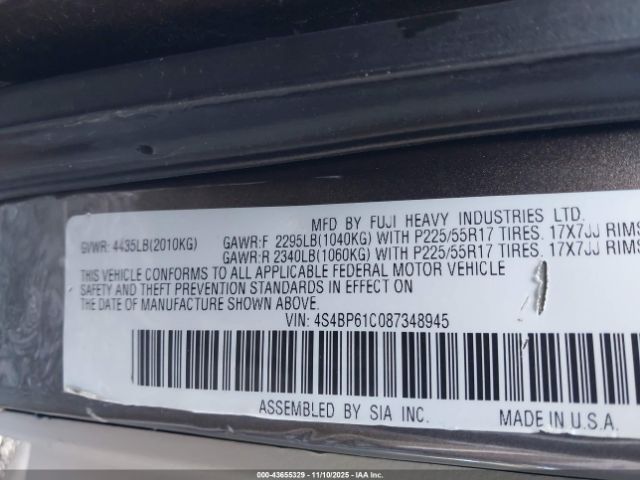 MFD BY FUJI HEAVY INDUSTRIES LTD.
GVWR: 4435LB(2010KG) GAWR:F 2295LB(1040KG) WITH P225/55R17 TIRES. 17X7JJ RIMS
GAWR:R 2340LB(1060KG) WITH P225/55R17 TIRES. 17X7JJ RIMS
THIS VEHICLE CONFORMS TO ALL APPLICABLE FEDERAL MOTOR VEHICLE
SAFETY AND THEFT PREVENTION STANDARDS IN EFFECT ON
THE DATE OF MANUFACTURE SHOWN ABOVE.
VIN: 4S4BP61C087348945
ASSEMBLED BY SIA INC. MADE IN U.S.A.
000-43655329 - 11/10/2025 - IAAI.COM